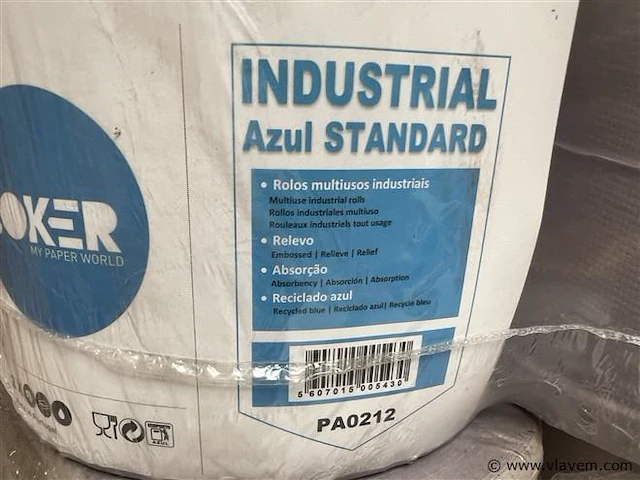 INDUSTRIAL
Azul STANDARD
• Rolos multiusos industriais
Multiuse industrial rolls
Rollos industriales multiuso
Rouleaux industriels tout usage
• Relevo
Embossed | Relieve | Relief
• Absorção
Absorbency | Absorción | Absorption
• Reciclado azul
Recycled blue | Reciclado azul | Recycle bleu
5 607015 005430
PA0212
OKER
MY PAPER WORLD
AZUL
© www.vlavem.com